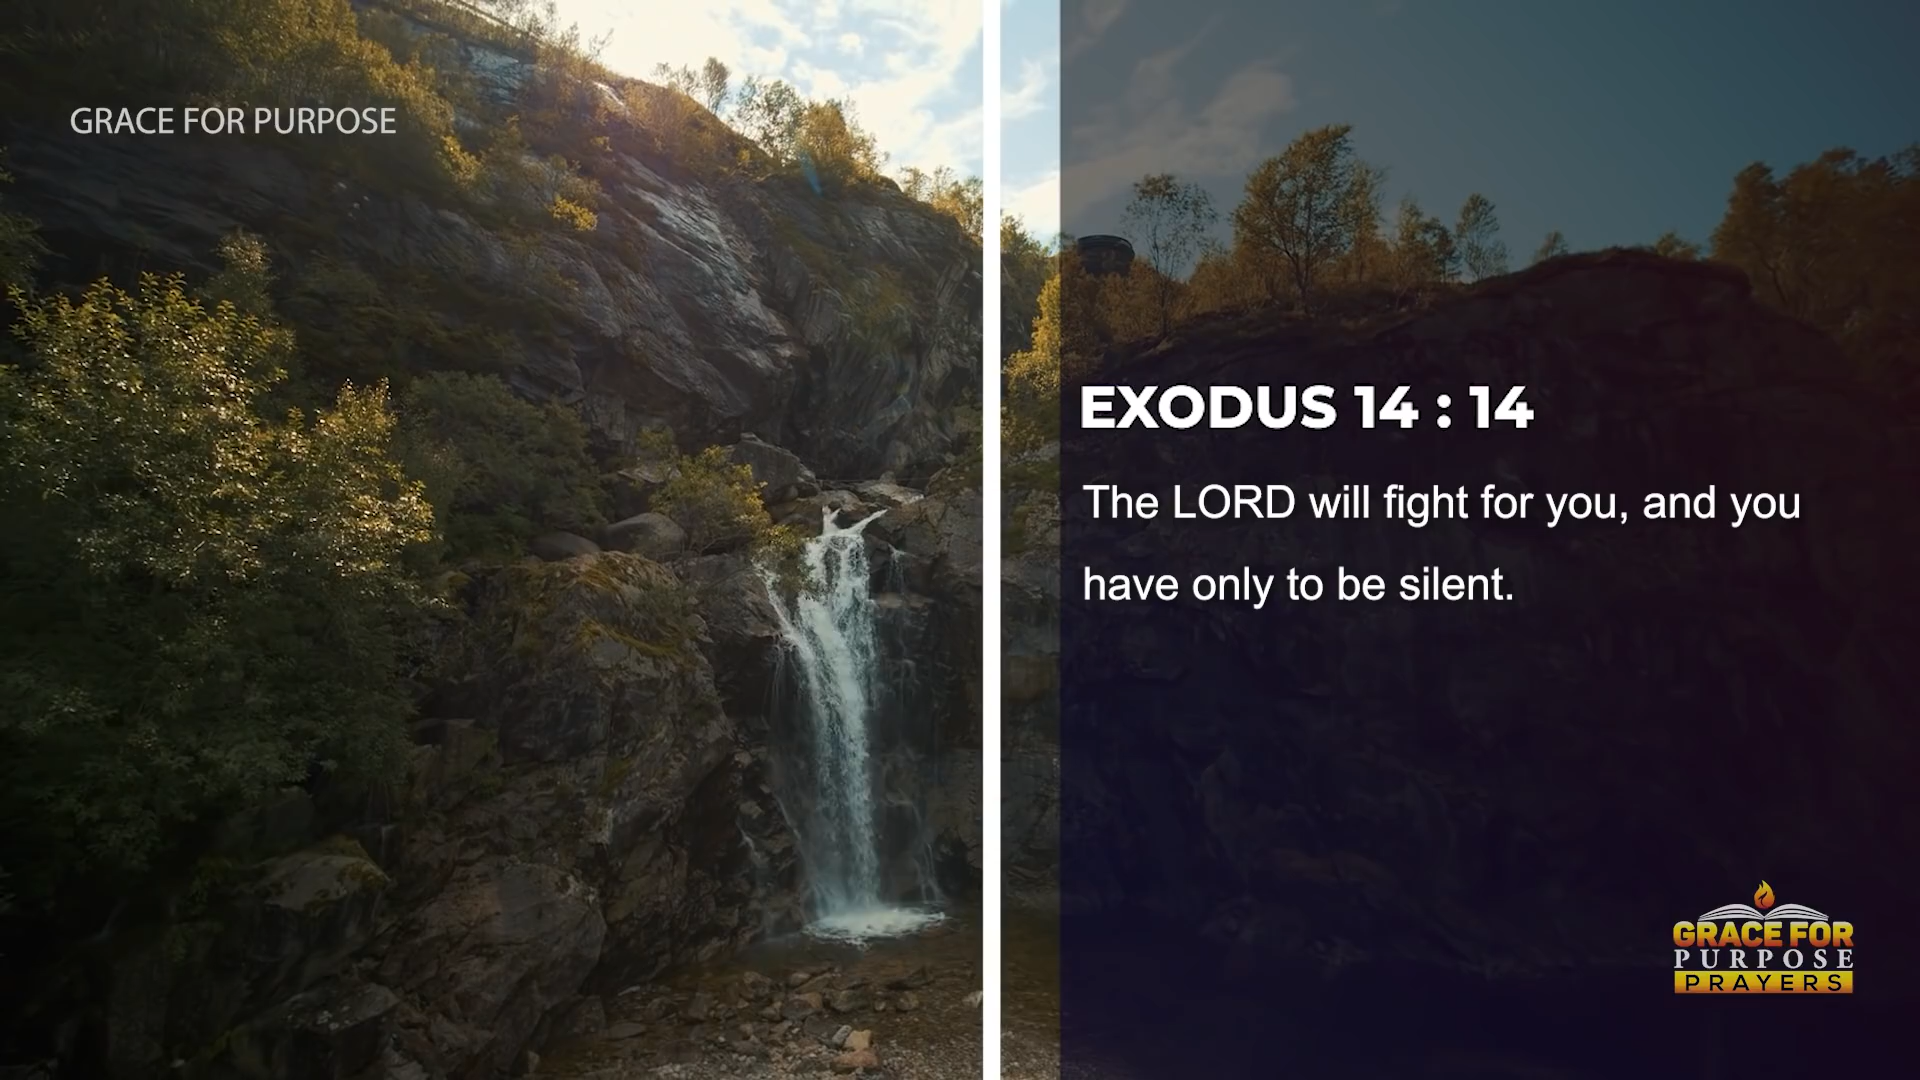 GRACE FOR PURPOSE
EXODUS 14 : 14
The LORD will fight for you, and you
have only to be silent.
GRACE FOR
PURPOSE
PRAYERS